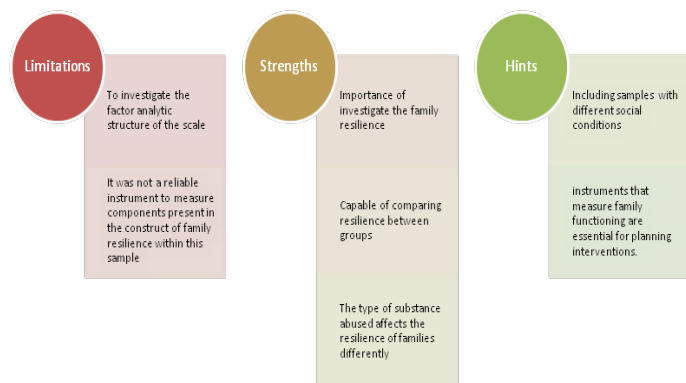 Limitations
To investigate the
factor analytic
structure of the scale
It was not a reliable
instrument to measure
components present in
the construct of family
resilience within this
sample
Strengths
Importance of
investigate the family
resilience
Capable of comparing
resilience between
groups
The type of substance
abused affects the
resilience of families
differently
Hints
Including samples with
different social
conditions
instruments that
measure family
functioning are
essential for planning
interventions.